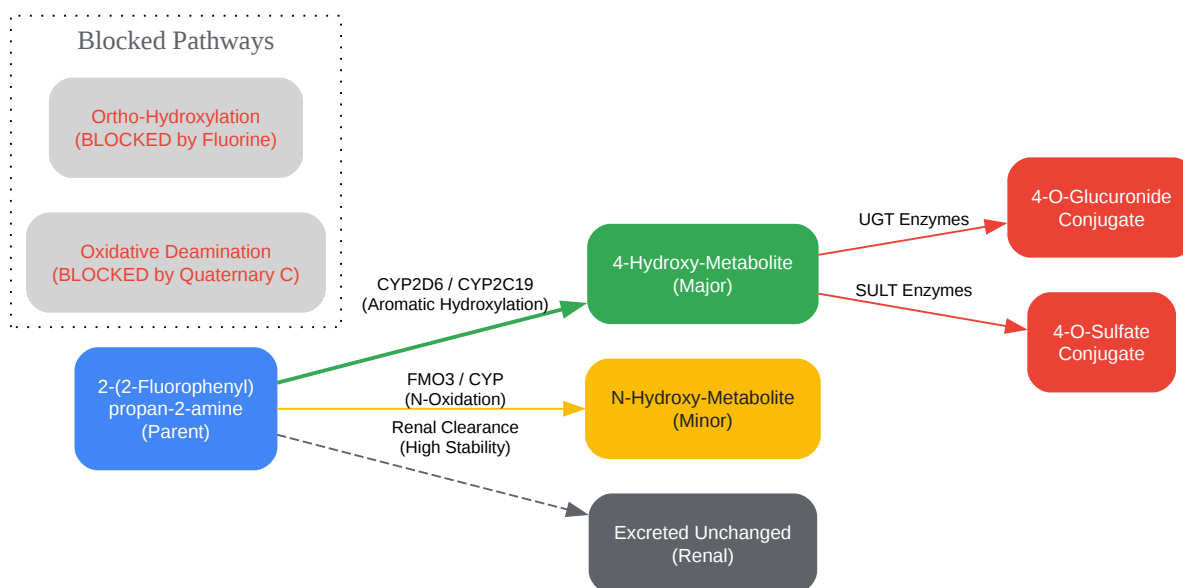 Blocked Pathways
Ortho-Hydroxylation
(BLOCKED by Fluorine)
Oxidative Deamination
(BLOCKED by Quaternary C)
2-(2-Fluorophenyl)
propan-2-amine
(Parent)
CYP2D6 / CYP2C19
(Aromatic Hydroxylation)
FMO3 / CYP
(N-Oxidation)
Renal Clearance
(High Stability)
4-Hydroxy-Metabolite
(Major)
N-Hydroxy-Metabolite
(Minor)
Excreted Unchanged
(Renal)
UGT Enzymes
SULT Enzymes
4-O-Glucuronide
Conjugate
4-O-Sulfate
Conjugate